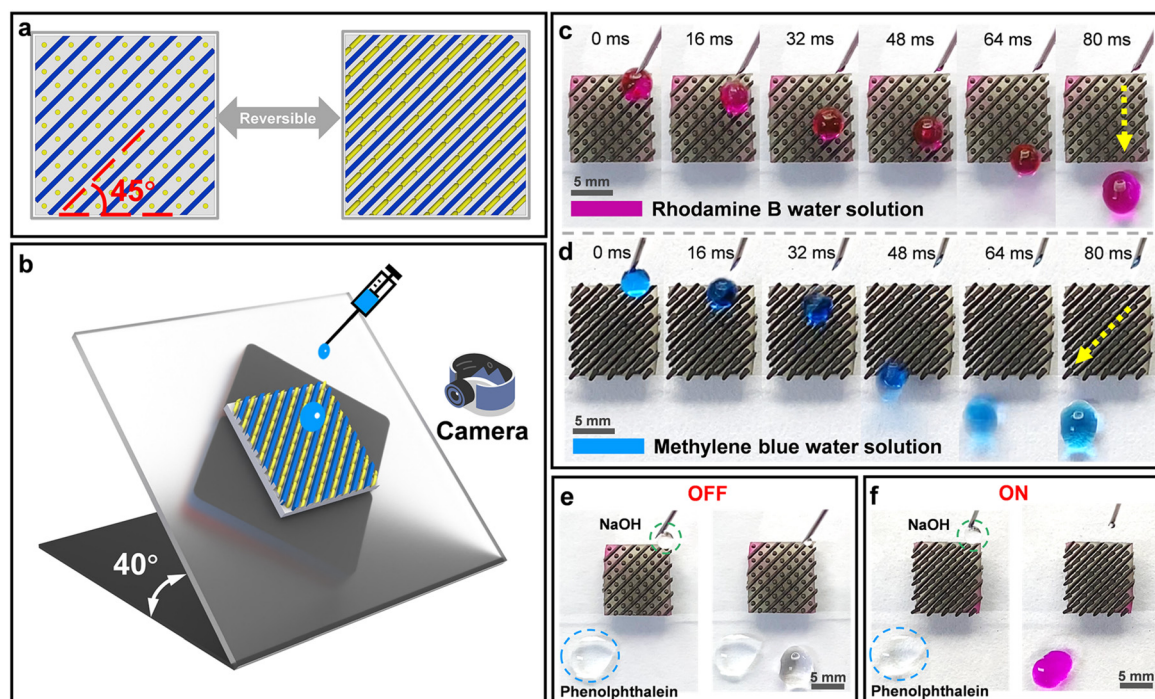 a
Reversible
45°
b
Camera
40°
c
0 ms 16 ms 32 ms 48 ms 64 ms 80 ms
5 mm
Rhodamine B water solution
d
0 ms 16 ms 32 ms 48 ms 64 ms 80 ms
5 mm
Methylene blue water solution
e OFF
NaOH
Phenolphthalein
5 mm
f ON
NaOH
Phenolphthalein
5 mm